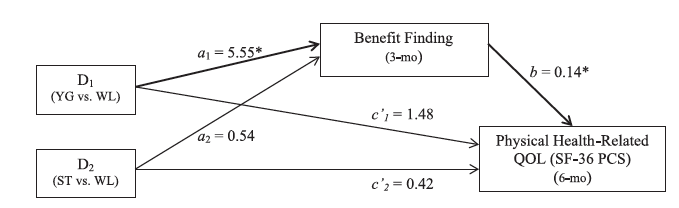 Benefit Finding
(3-mo)
a₁ = 5.55*
b = 0.14*
D₁
(YG vs. WL)
c'₁ = 1.48
a₂ = 0.54
Physical Health-Related
QOL (SF-36 PCS)
(6-mo)
D₂
(ST vs. WL)
c'₂ = 0.42